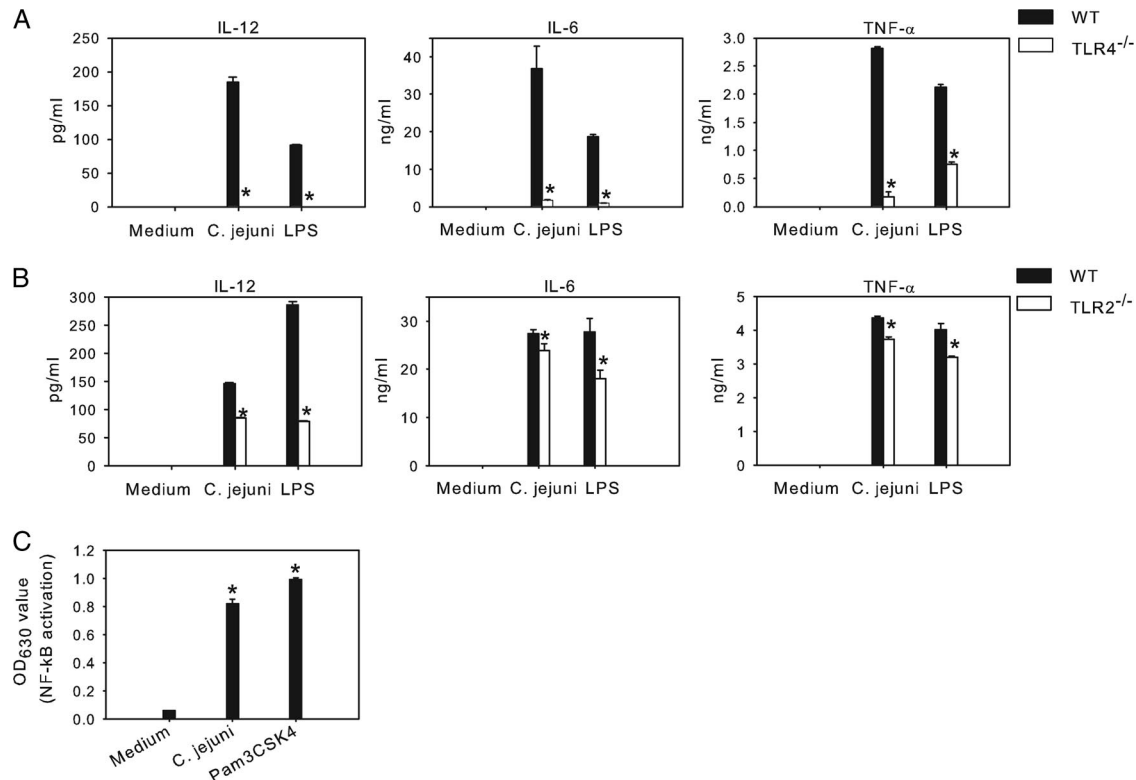 A
IL-12
pg/ml
250
200
150
100
50
0
Medium C. jejuni LPS
IL-6
ng/ml
40
30
20
10
0
Medium C. jejuni LPS
TNF-α
ng/ml
3.0
2.5
2.0
1.5
1.0
0.5
0.0
Medium C. jejuni LPS
* * * * * *
WT
TLR4-/-
B
IL-12
pg/ml
300
250
200
150
100
50
0
Medium C. jejuni LPS
IL-6
ng/ml
30
20
10
0
Medium C. jejuni LPS
TNF-α
ng/ml
5
4
3
2
1
0
Medium C. jejuni LPS
* * * * * *
WT
TLR2-/-
C
OD630 value
(NF-kB activation)
1.2
1.0
0.8
0.6
0.4
0.2
0.0
* *
Medium
C. jejuni
Pam3CSK4